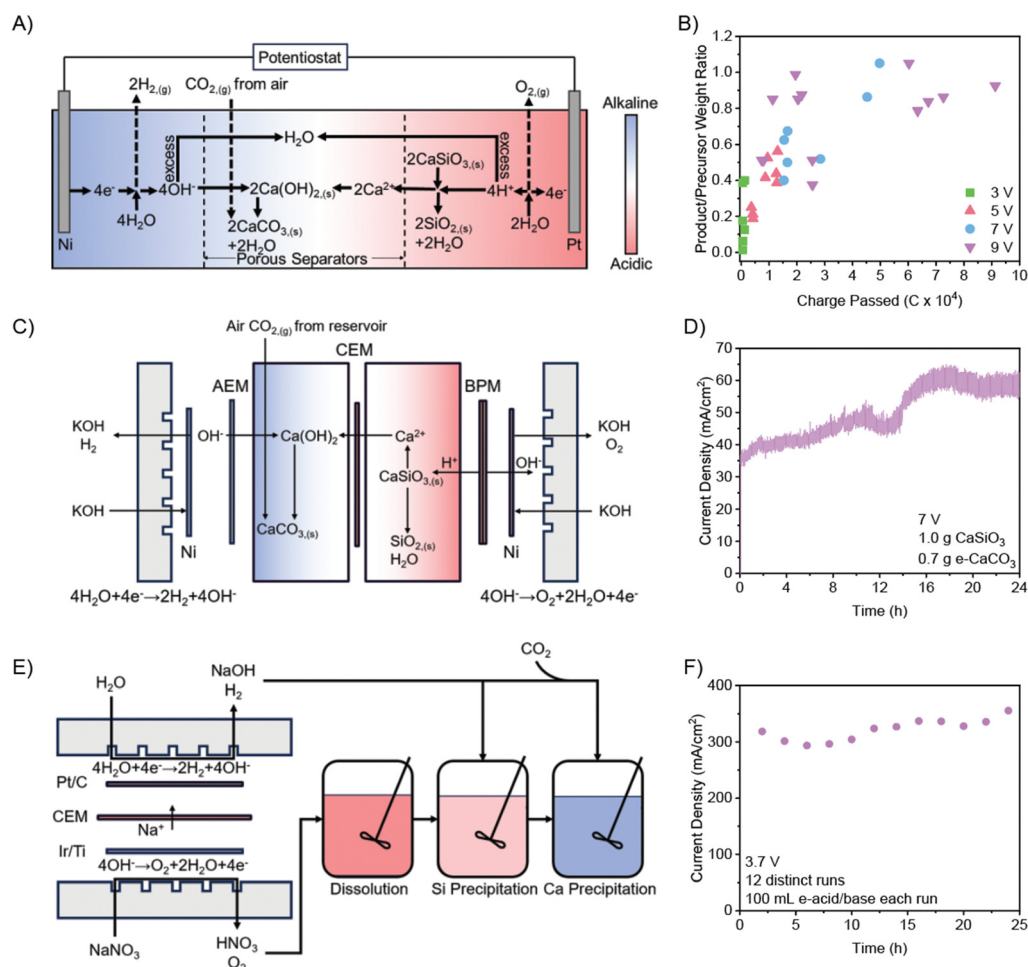 A)
Potentiostat
2H2,(g)
CO2,(g) from air
O2,(g)
excess
H2O
excess
2CaSiO3,(s)
4e-
4OH-
2Ca(OH)2,(s)
2Ca2+
4H+
4e-
4H2O
2CaCO3,(s)
+2H2O
2SiO2,(s)
+2H2O
2H2O
Ni
Porous Separators
Pt
Alkaline
Acidic
B)
Product/Precursor Weight Ratio
1.2
1.0
0.8
0.6
0.4
0.2
0.0
3 V
5 V
7 V
9 V
0 1 2 3 4 5 6 7 8 9 10
Charge Passed (C x 10^4)
C)
Air CO2,(g) from reservoir
CEM
AEM
BPM
KOH
H2
OH-
Ca(OH)2
Ca2+
H+
OH-
KOH
O2
CaSiO3,(s)
KOH
CaCO3,(s)
SiO2,(s)
H2O
KOH
Ni
Ni
4H2O+4e-→2H2+4OH-
4OH-→O2+2H2O+4e-
D)
Current Density (mA/cm2)
70
60
50
40
30
20
10
0
7 V
1.0 g CaSiO3
0.7 g e-CaCO3
0 4 8 12 16 20 24
Time (h)
E)
H2O
NaOH
H2
CO2
4H2O+4e-→2H2+4OH-
Pt/C
CEM
Na+
Ir/Ti
4OH-→O2+2H2O+4e-
NaNO3
HNO3
O2
Dissolution
Si Precipitation
Ca Precipitation
F)
Current Density (mA/cm2)
400
300
200
100
0
3.7 V
12 distinct runs
100 mL e-acid/base each run
0 5 10 15 20 25
Time (h)